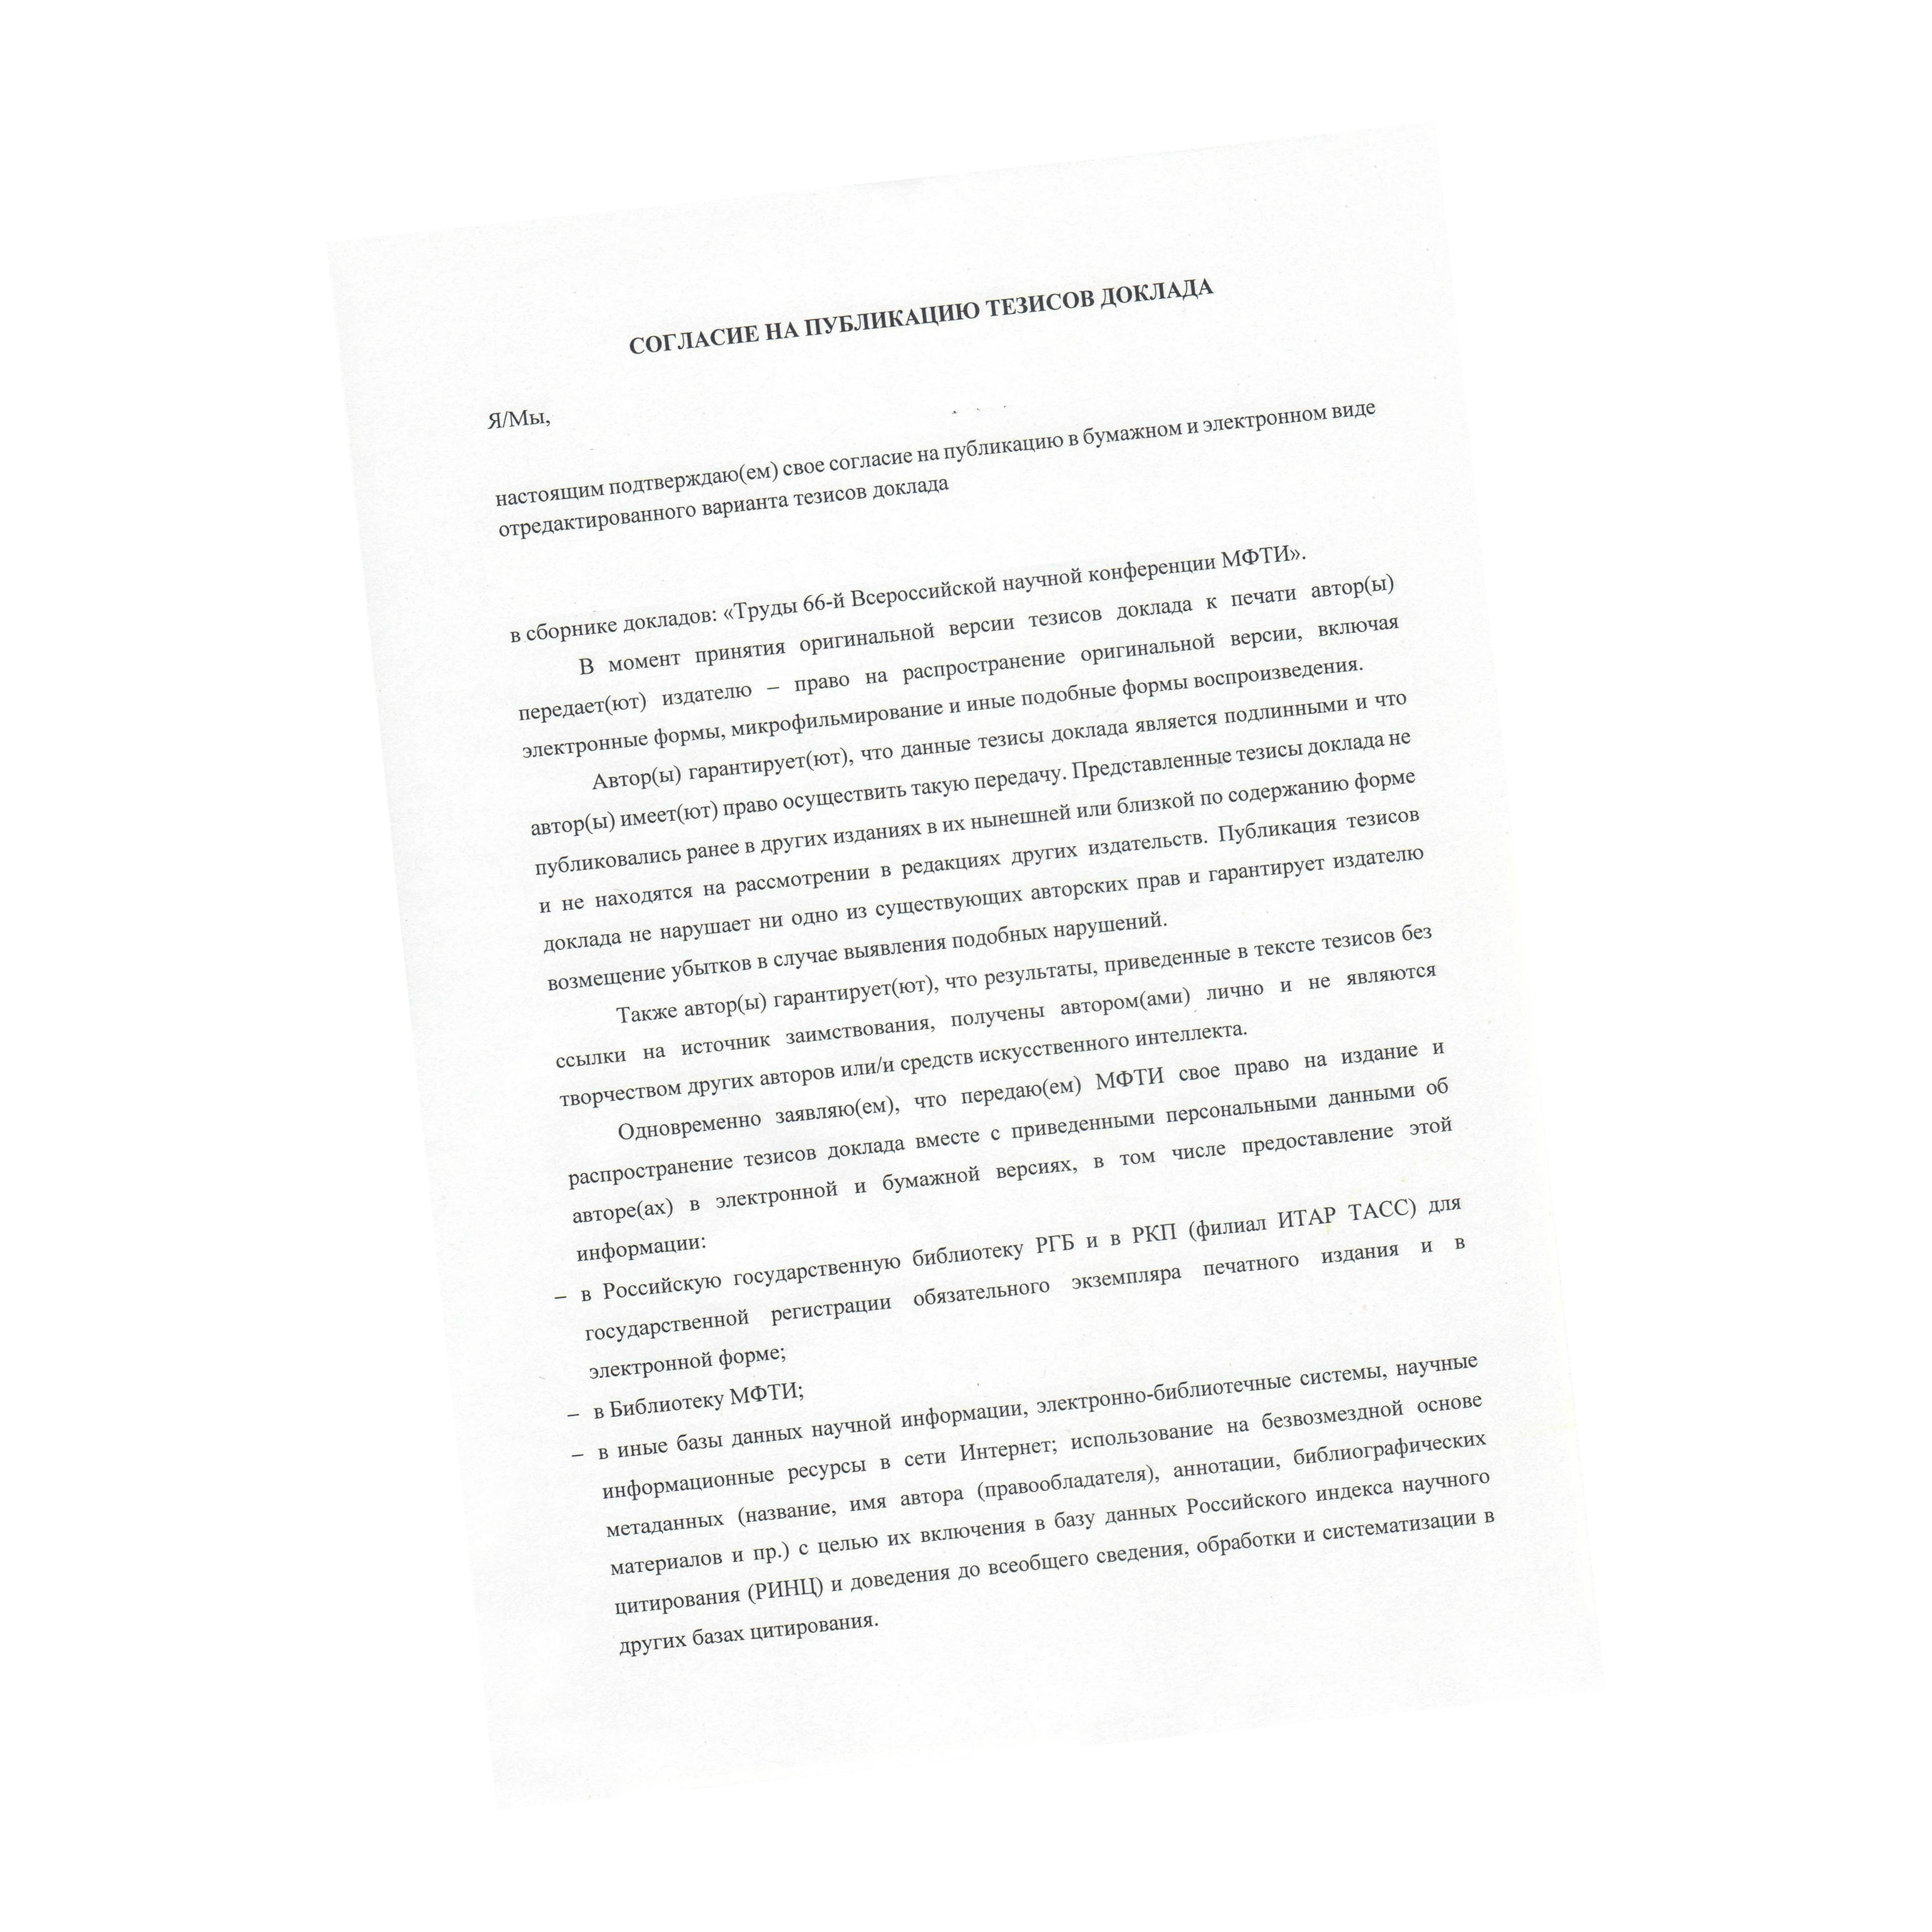 СОГЛАСИЕ НА ПУБЛИКАЦИЮ ТЕЗИСОВ ДОКЛАДА
Я/Мы,
настоящим подтверждаю(ем) свое согласие на публикацию в бумажном и электронном виде
отредактированного варианта тезисов доклада
в сборнике докладов: «Труды 66-й Всероссийской научной конференции МФТИ».
В момент принятия оригинальной версии тезисов доклада к печати автор(ы)
передает(ют) издателю – право на распространение оригинальной версии, включая
электронные формы, микрофильмирование и иные подобные формы воспроизведения.
Автор(ы) гарантирует(ют), что данные тезисы доклада является подлинными и что
автор(ы) имеет(ют) право осуществить такую передачу. Представленные тезисы доклада не
публиковались ранее в других изданиях в их нынешней или близкой по содержанию форме
и не находятся на рассмотрении в редакциях других издательств. Публикация тезисов
доклада не нарушает ни одно из существующих авторских прав и гарантирует издателю
возмещение убытков в случае выявления подобных нарушений.
Также автор(ы) гарантирует(ют), что результаты, приведенные в тексте тезисов без
ссылки на источник заимствования, получены автором(ами) лично и не являются
творчеством других авторов или/и средств искусственного интеллекта.
Одновременно заявляю(ем), что передаю(ем) МФТИ свое право на издание и
распространение тезисов доклада вместе с приведенными персональными данными об
авторе(ах) в электронной и бумажной версиях, в том числе предоставление этой
информации:
– в Российскую государственную библиотеку РГБ и в РКП (филиал ИТАР ТАСС) для
государственной регистрации обязательного экземпляра печатного издания и в
электронной форме;
– в Библиотеку МФТИ;
– в иные базы данных научной информации, электронно-библиотечные системы, научные
информационные ресурсы в сети Интернет; использование на безвозмездной основе
метаданных (название, имя автора (правообладателя), аннотации, библиографических
материалов и пр.) с целью их включения в базу данных Российского индекса научного
цитирования (РИНЦ) и доведения до всеобщего сведения, обработки и систематизации в
других базах цитирования.